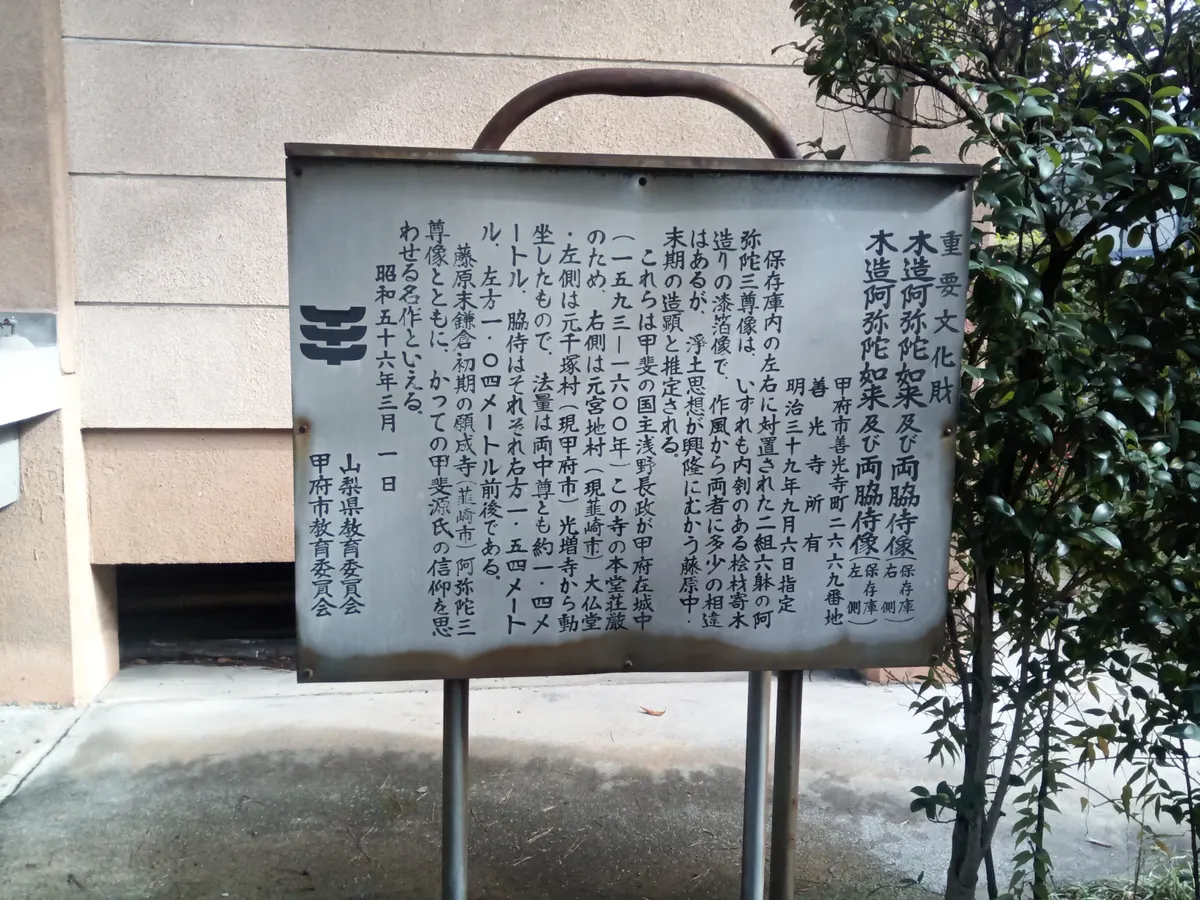 重要文化財
木造阿弥陀如来及び両脇侍像（保存庫右側）
木造阿弥陀如来及び両脇侍像（保存庫左側）
甲府市善光寺町二六六九番地
善光寺所有
明治三十九年九月六日指定
保存庫内の左右に対置された二組六躰の阿
弥陀三尊像は、いずれも内刳のある桧材寄木
造りの漆箔像で、作風から両者に多少の相違
はあるが、浄土思想が興隆にむかう藤原中・
末期の造顕と推定される。
これらは甲斐の国主浅野長政が甲府在城中
（一五九三―一六〇〇年）この寺の本堂荘厳
のため、右側は元宮地村（現韮崎市）大仏堂
・左側は元千塚村（現甲府市）光増寺から動
坐したもので、法量は両中尊とも約一・四メ
ートル、脇侍はそれぞれ右方一・五四メート
ル、左方一・〇四メートル前後である。
藤原末鎌倉初期の願成寺（韮崎市）阿弥陀三
尊像とともに、かつての甲斐源氏の信仰を思
わせる名作といえる。
昭和五十六年三月一日
山梨県教育委員会
甲府市教育委員会